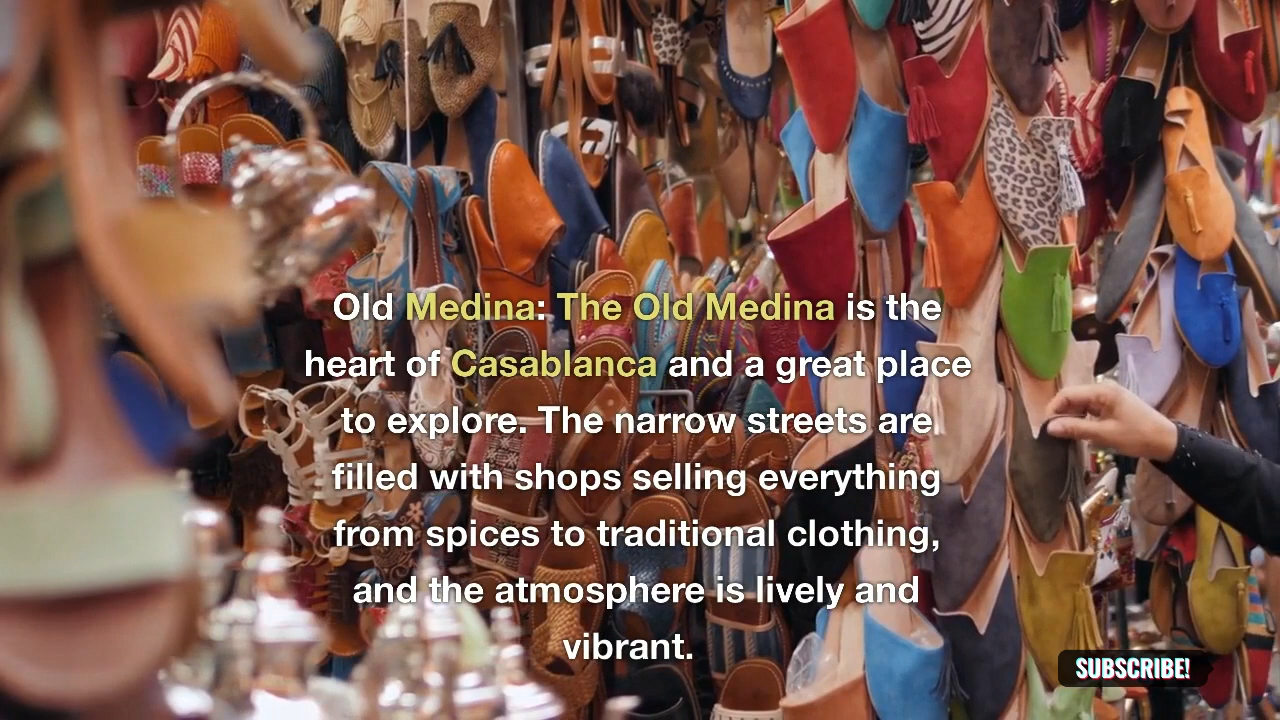 Old Medina: The Old Medina is the
heart of Casablanca and a great place
to explore. The narrow streets are
filled with shops selling everything
from spices to traditional clothing,
and the atmosphere is lively and
vibrant.
SUBSCRIBE!